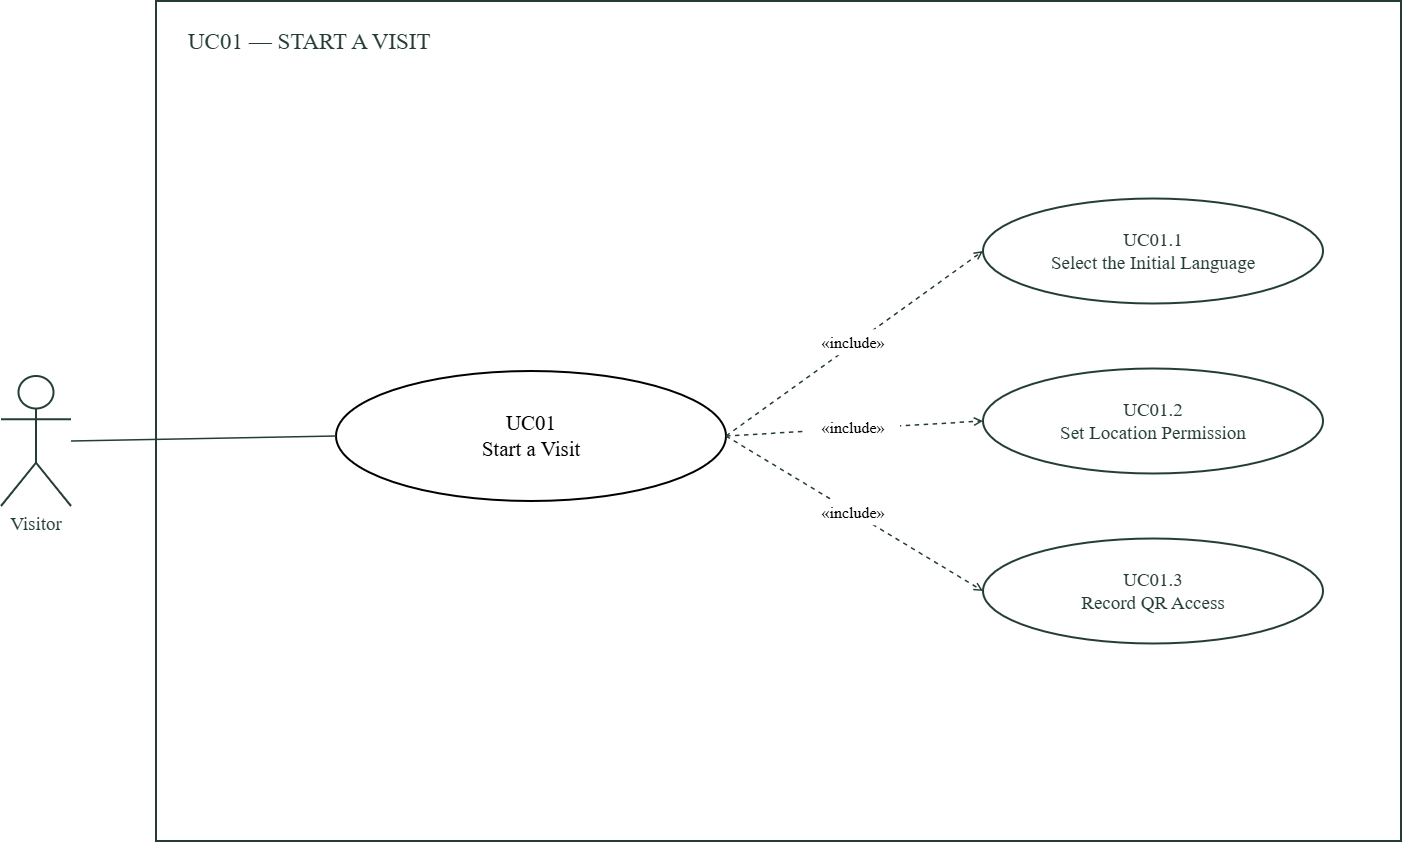 UC01 — START A VISIT
UC01.1
Select the Initial Language
«include»
UC01
Start a Visit
UC01.2
Set Location Permission
«include»
«include»
Visitor
UC01.3
Record QR Access